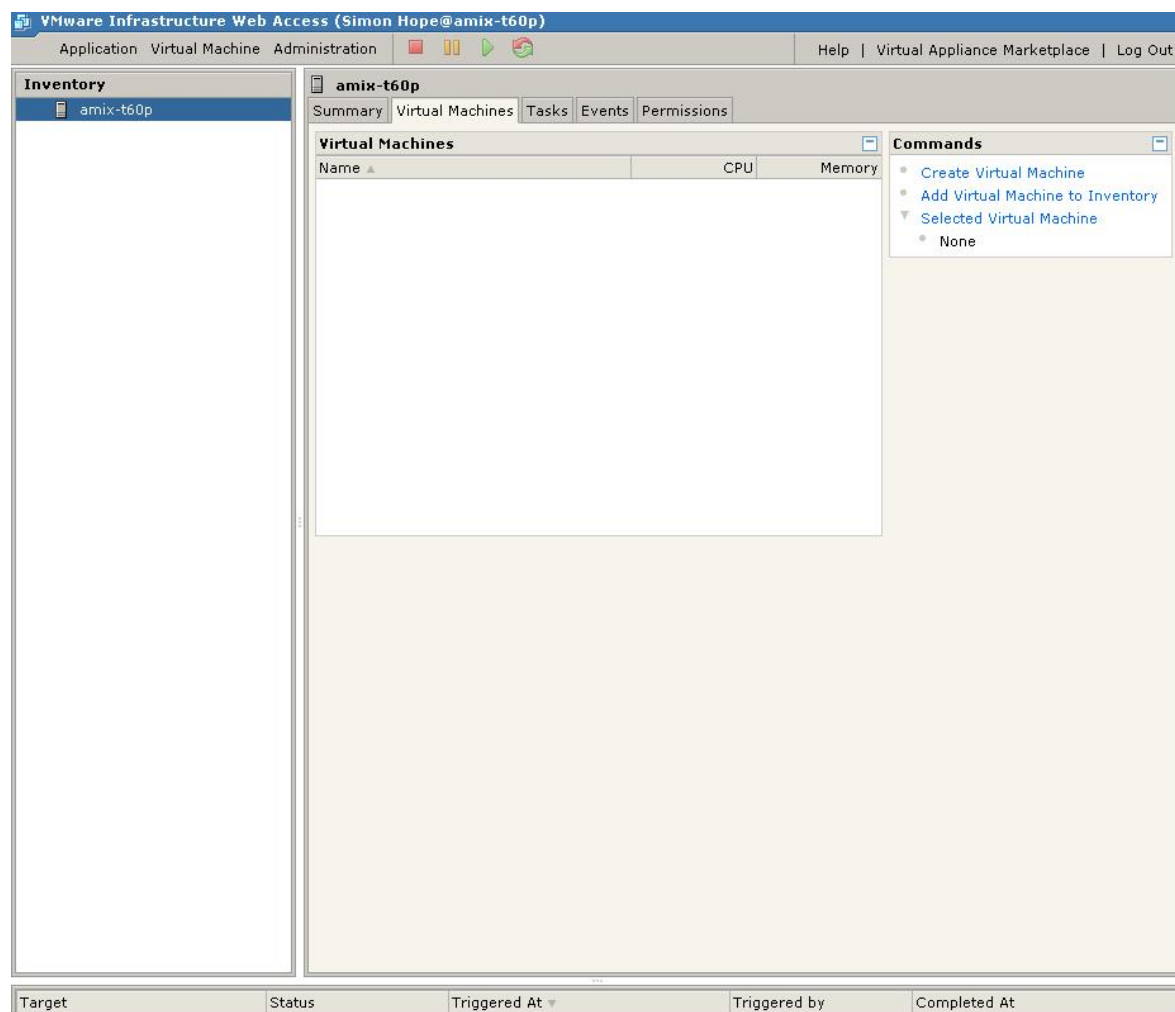 VMware Infrastructure Web Access (Simon Hope@amix-t60p)
Application Virtual Machine Administration Help | Virtual Appliance Marketplace | Log Out
Inventory
amix-t60p
amix-t60p
Summary Virtual Machines Tasks Events Permissions
Virtual Machines
Name CPU Memory
Commands
Create Virtual Machine
Add Virtual Machine to Inventory
Selected Virtual Machine
None
Target Status Triggered At Triggered by Completed At